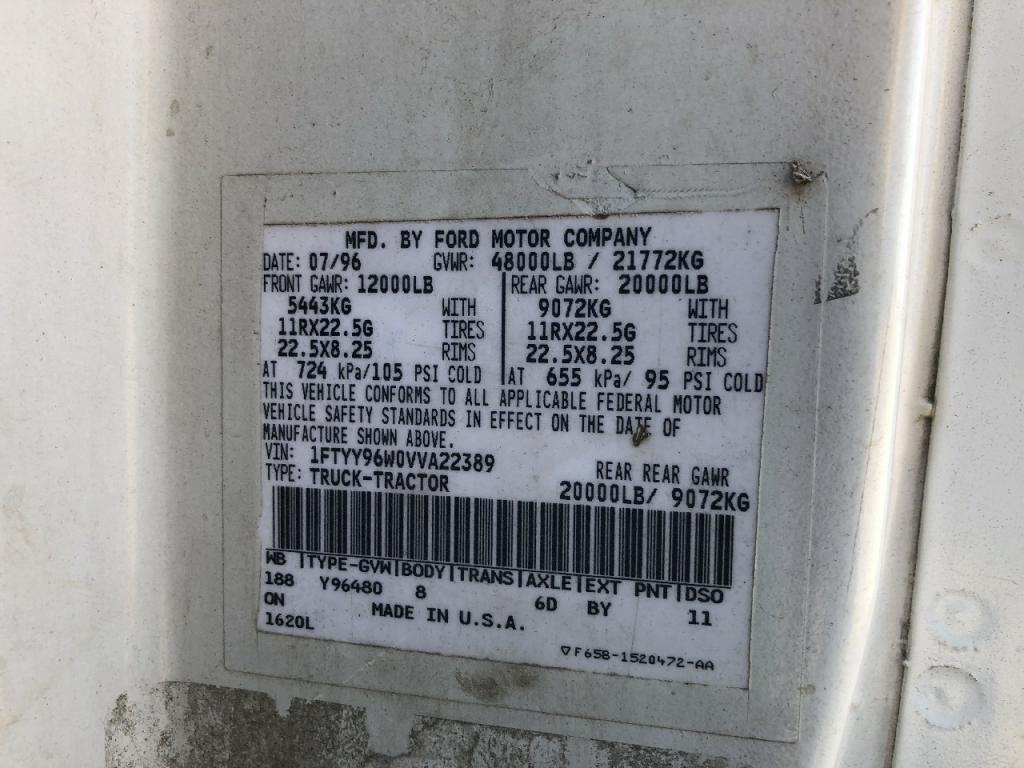 MFD. BY FORD MOTOR COMPANY
DATE: 07/96 GVWR: 48000LB / 21772KG
FRONT GAWR: 12000LB REAR GAWR: 20000LB
5443KG WITH 9072KG WITH
11RX22.5G TIRES 11RX22.5G TIRES
22.5X8.25 RIMS 22.5X8.25 RIMS
AT 724 kPa/105 PSI COLD AT 655 kPa/ 95 PSI COLD
THIS VEHICLE CONFORMS TO ALL APPLICABLE FEDERAL MOTOR
VEHICLE SAFETY STANDARDS IN EFFECT ON THE DATE OF
MANUFACTURE SHOWN ABOVE.
VIN: 1FTYY96W0VVA22389 REAR REAR GAWR
TYPE: TRUCK-TRACTOR 20000LB/ 9072KG
WB |TYPE-GVW|BODY|TRANS|AXLE|EXT PNT|DSO
188 Y96480 8 6D BY 11
ON MADE IN U.S.A.
1620L ▽F65B-1520472-AA